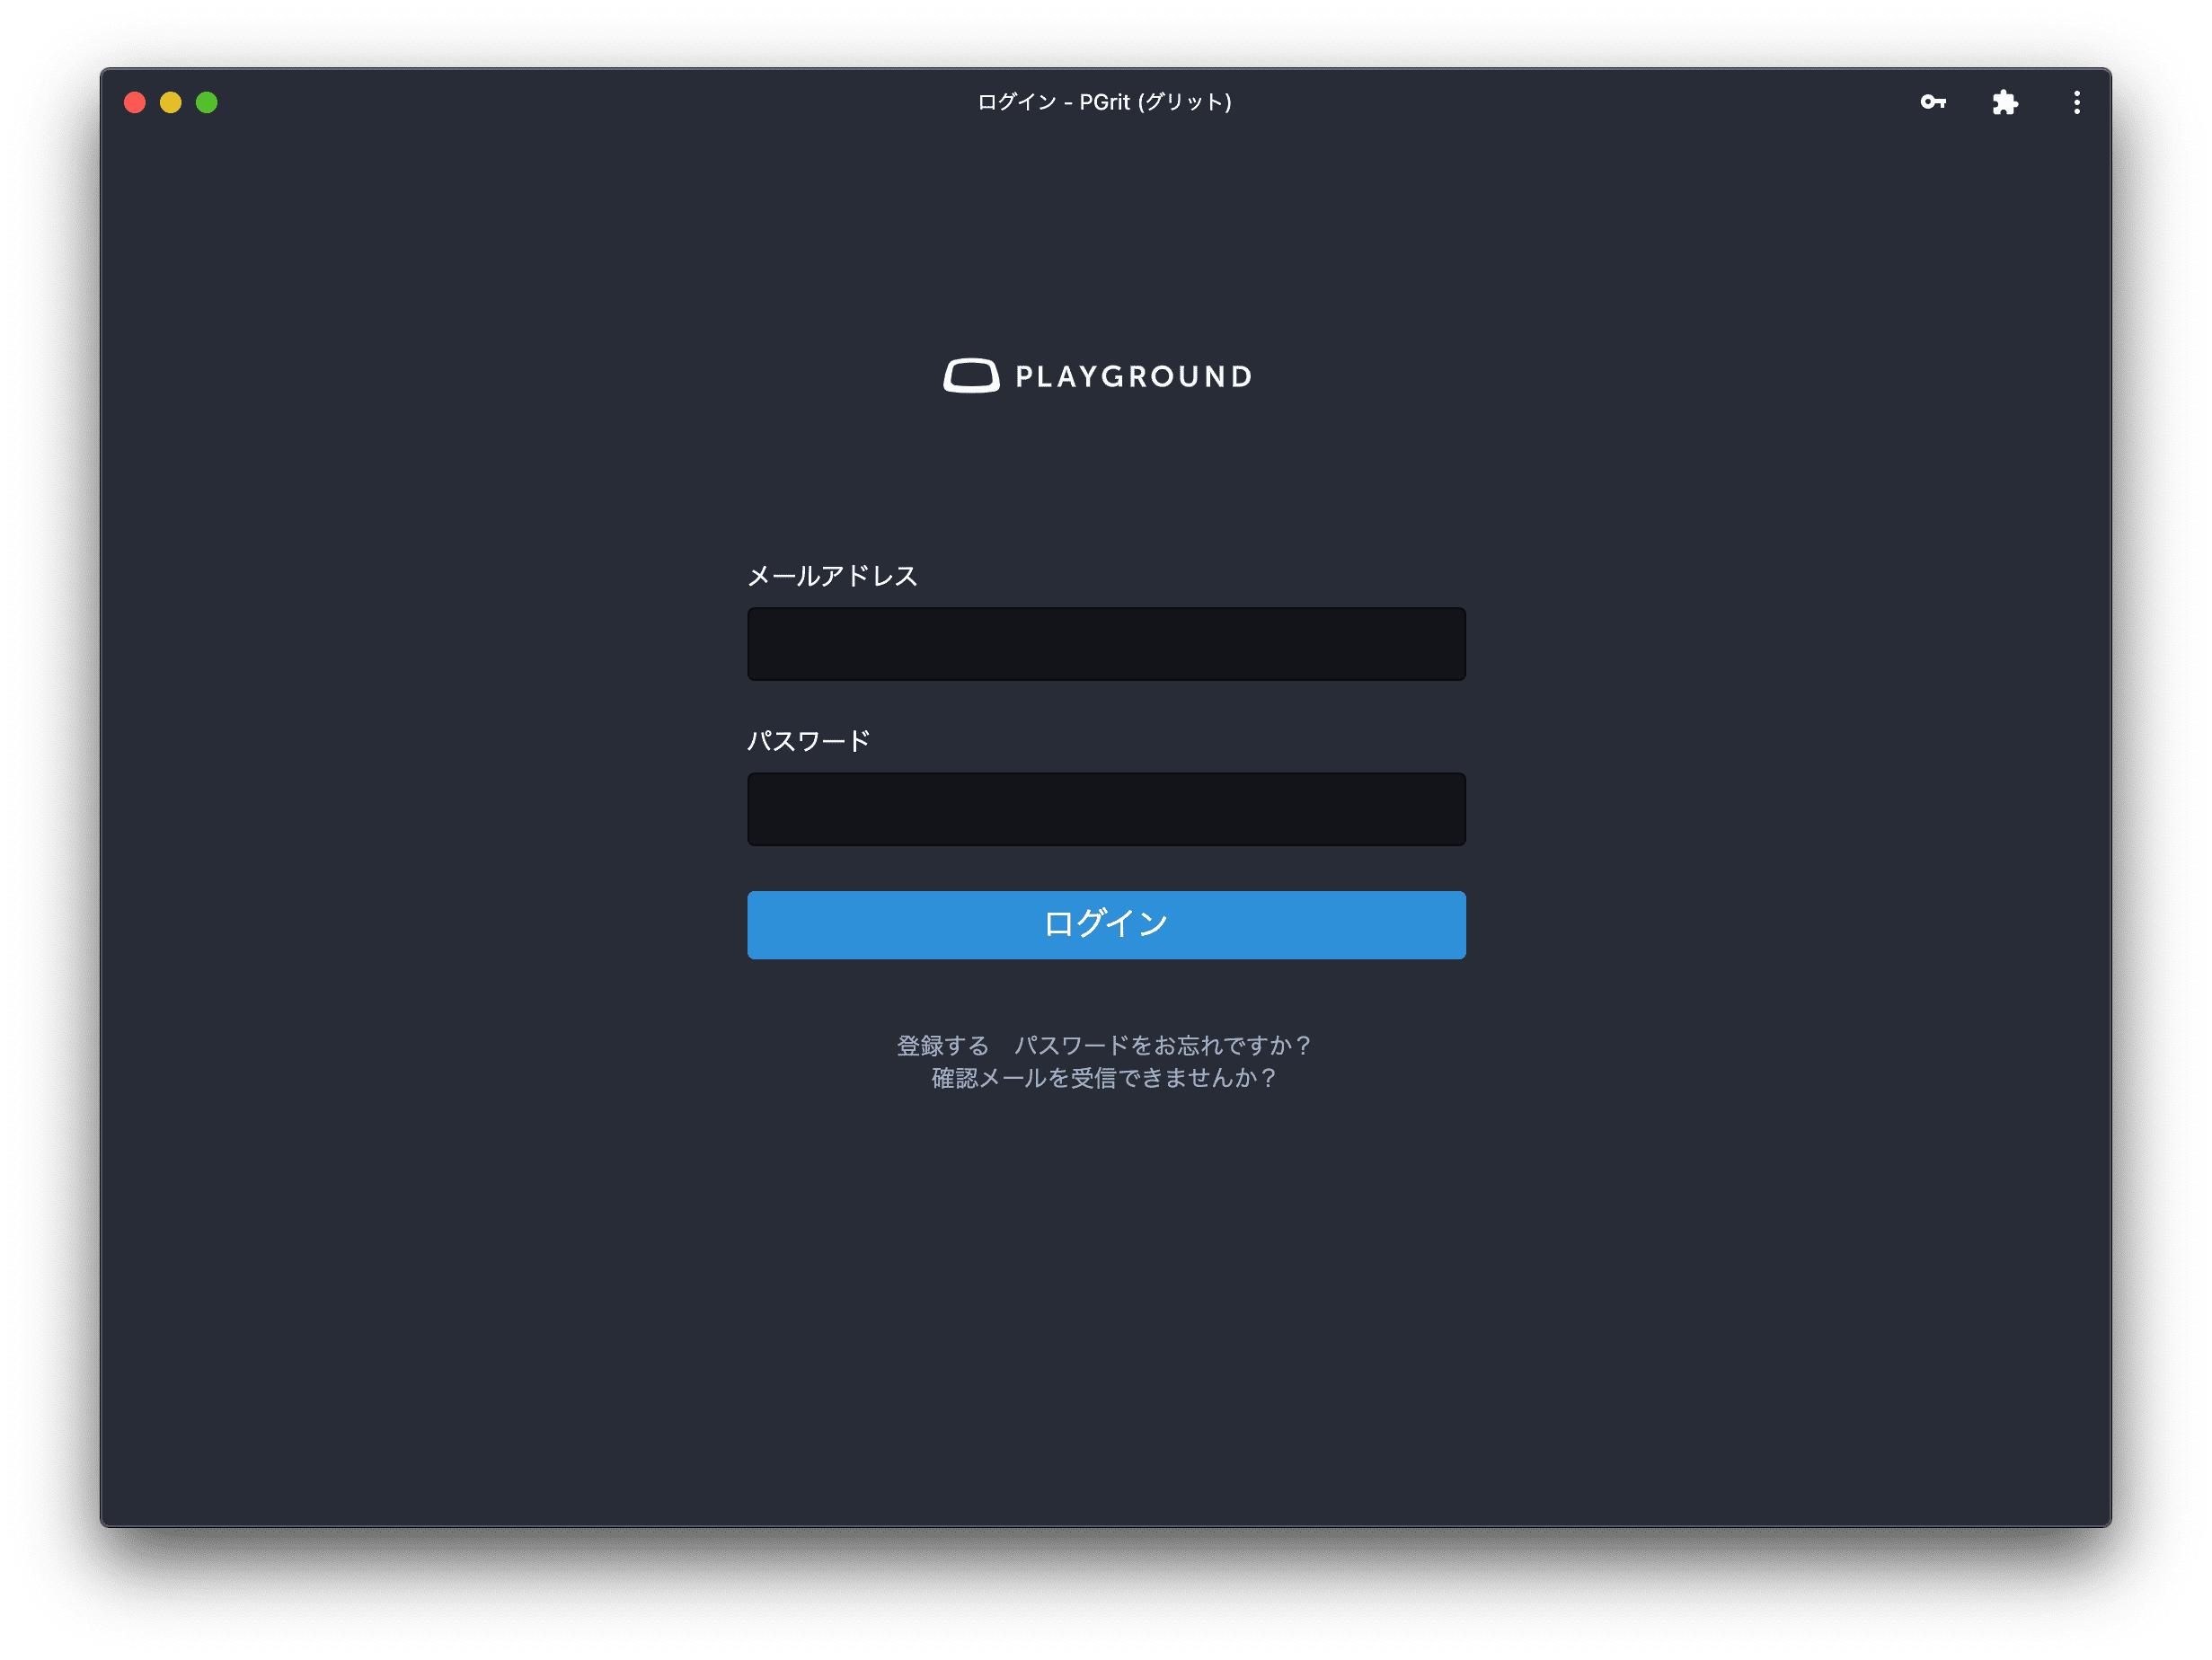 ログイン - PGrit (グリット)
PLAYGROUND
メールアドレス
パスワード
ログイン
登録する　パスワードをお忘れですか？
確認メールを受信できませんか？